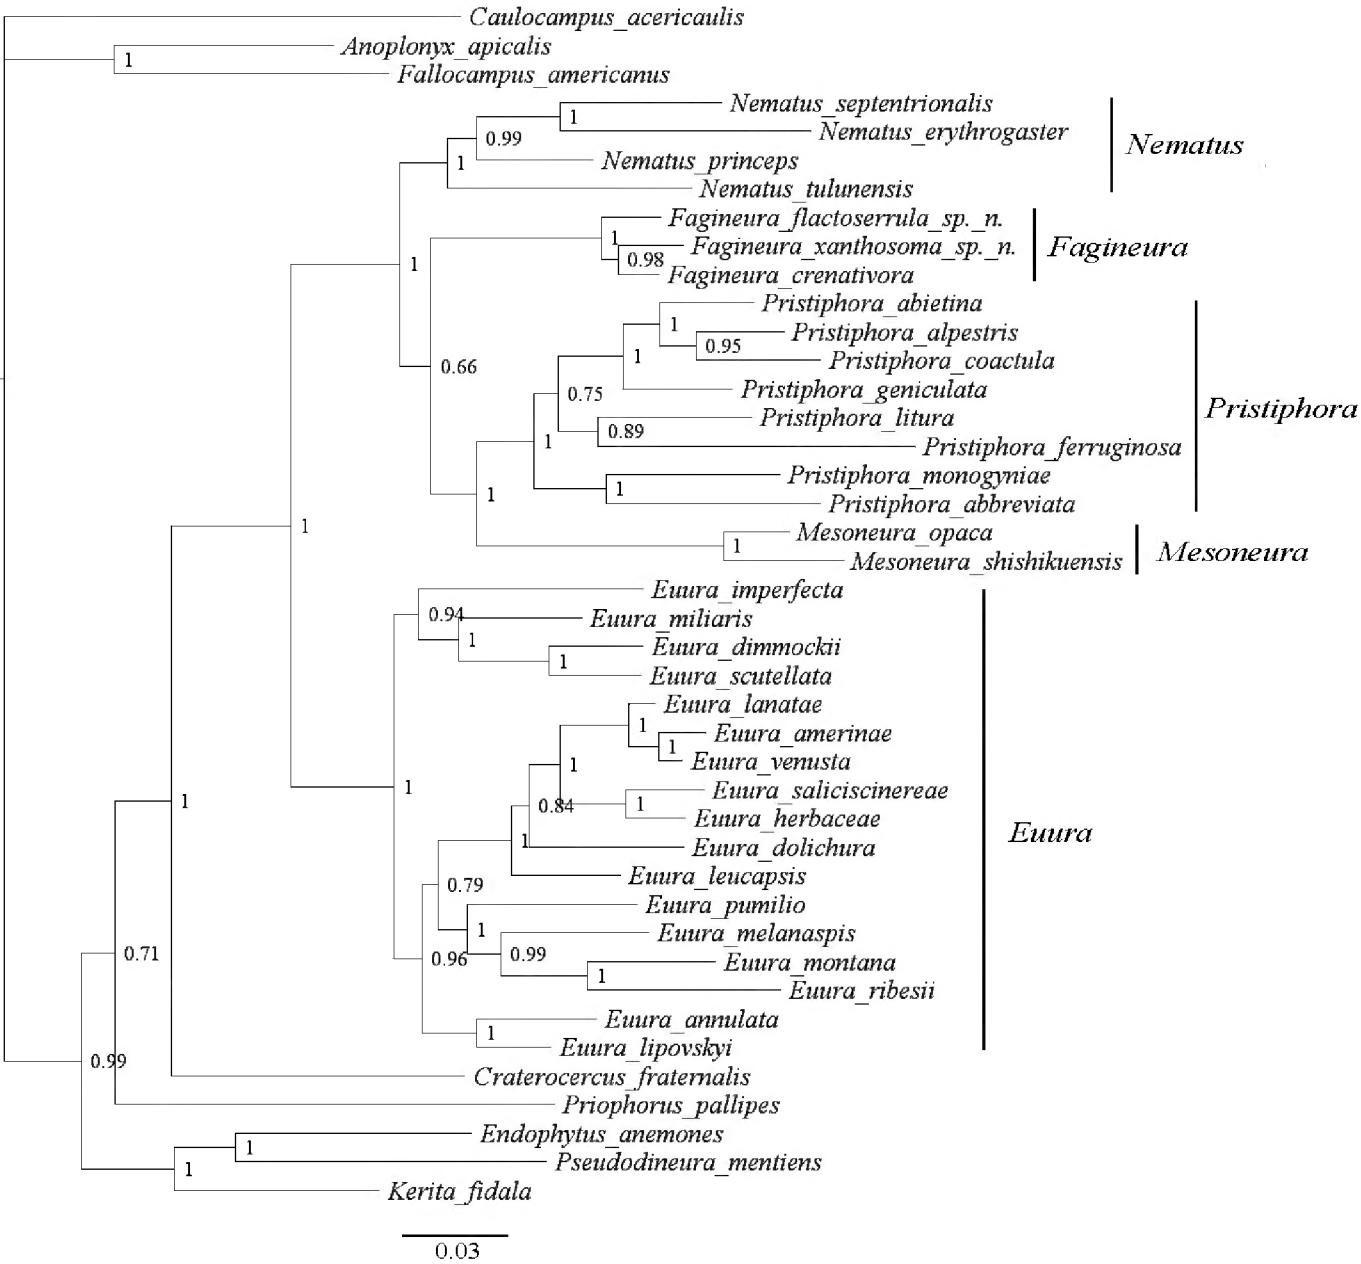 Caulocampus_acericaulis
Anoplonyx_apicalis
1
Fallocampus_americanus
Nematus_septentrionalis
1
Nematus_erythrogaster
0.99
Nematus
Nematus_princeps
1
Nematus_tulunensis
Fagineura_flactoserrula_sp._n.
1
Fagineura_xanthosoma_sp._n.
Fagineura
0.98
1
Fagineura_crenativora
Pristiphora_abietina
1
Pristiphora_alpestris
0.95
1
Pristiphora_coactula
0.66
Pristiphora_geniculata
0.75
Pristiphora
Pristiphora_litura
0.89
1
Pristiphora_ferruginosa
Pristiphora_monogyniae
1
1
Pristiphora_abbreviata
1
Mesoneura_opaca
1
Mesoneura
Mesoneura_shishikuensis
Euura_imperfecta
0.94
Euura_miliaris
1
Euura_dimmockii
1
Euura_scutellata
Euura_lanatae
1
Euura_amerinae
1
Euura_venusta
1
1
Euura_saliciscinereae
1
1
0.84
Euura_herbaceae
Euura
1
Euura_dolichura
Euura_leucapsis
0.79
Euura_pumilio
1
Euura_melanaspis
0.71
0.99
0.96
Euura_montana
1
Euura_ribesii
Euura_annulata
1
Euura_lipovskyi
0.99
Craterocercus_fraternalis
Priophorus_pallipes
Endophytus_anemones
1
Pseudodineura_mentiens
1
Kerita_fidala
0.03